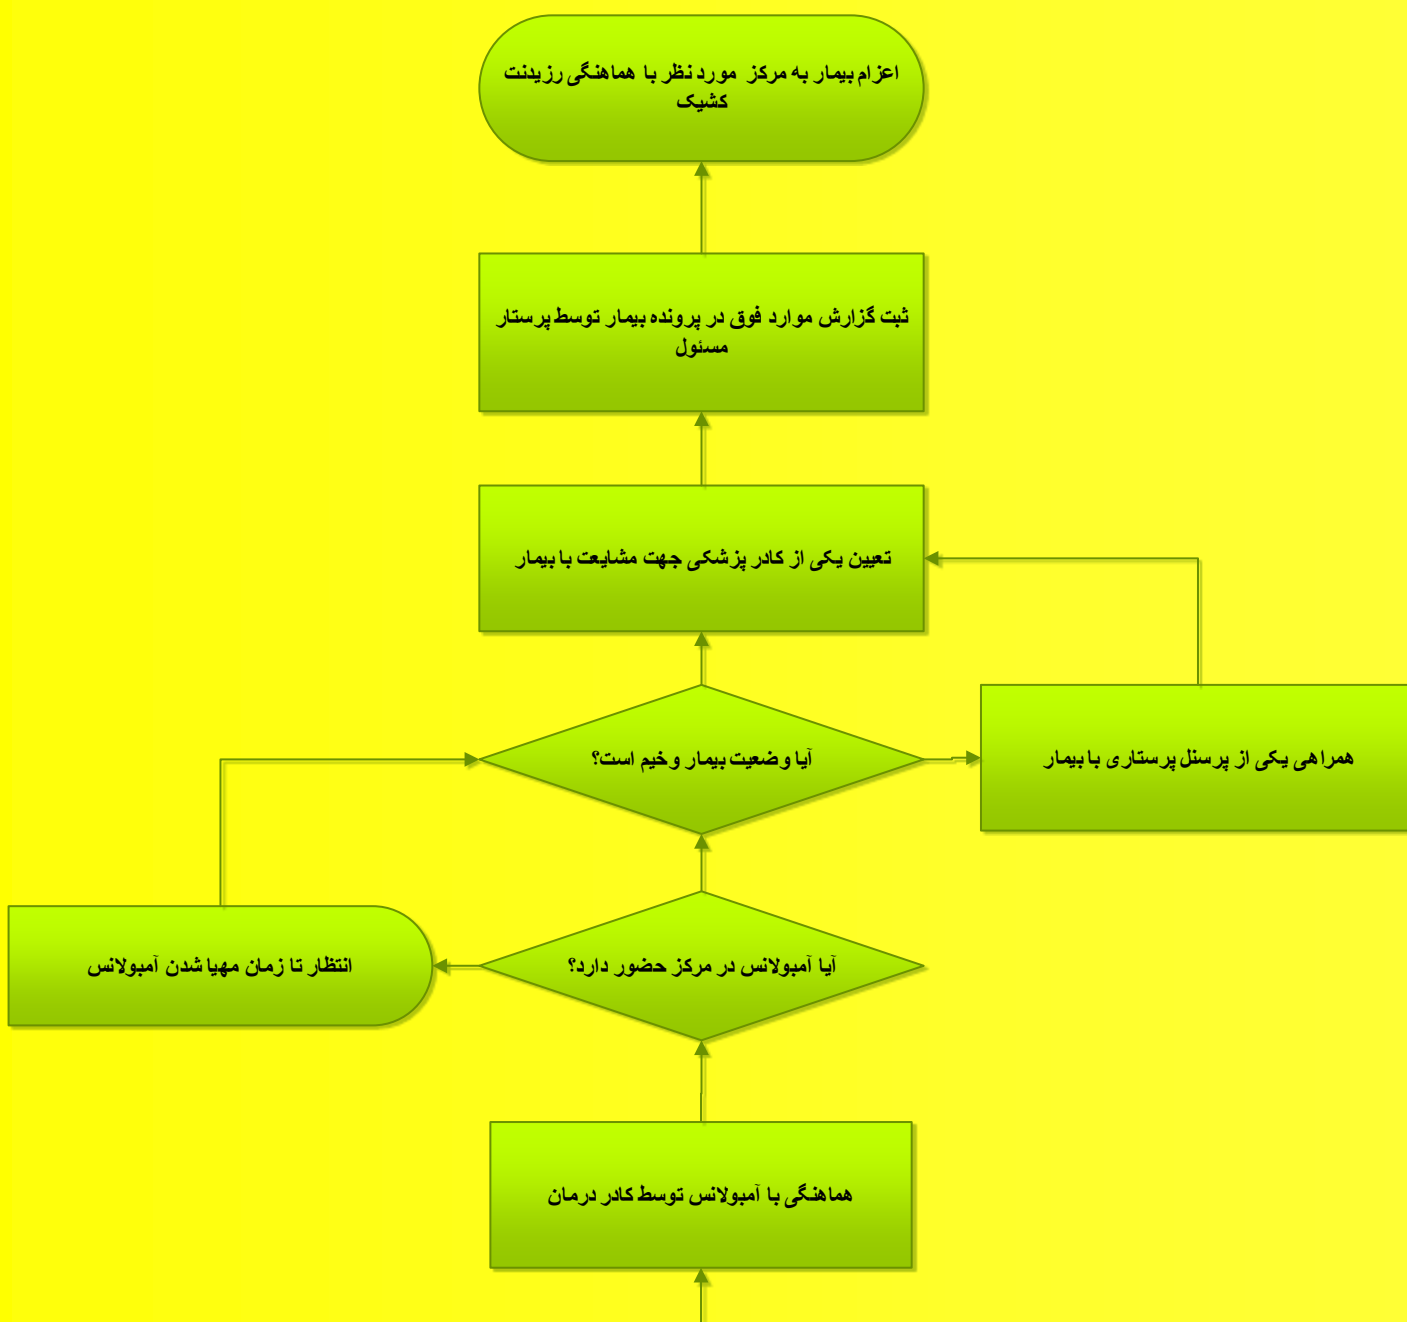 اعزام بیمار به مرکز مورد نظر با هماهنگی رزیدنت
کشیک
ثبت گزارش موارد فوق در پرونده بیمار توسط پرستار
مسئول
تعیین یکی از کادر پزشکی جهت مشایعت با بیمار
آیا وضعیت بیمار وخیم است؟
همراهی یکی از پرسنل پرستاری با بیمار
آیا آمبولانس در مرکز حضور دارد؟
انتظار تا زمان مهیا شدن آمبولانس
هماهنگی با آمبولانس توسط کادر درمان